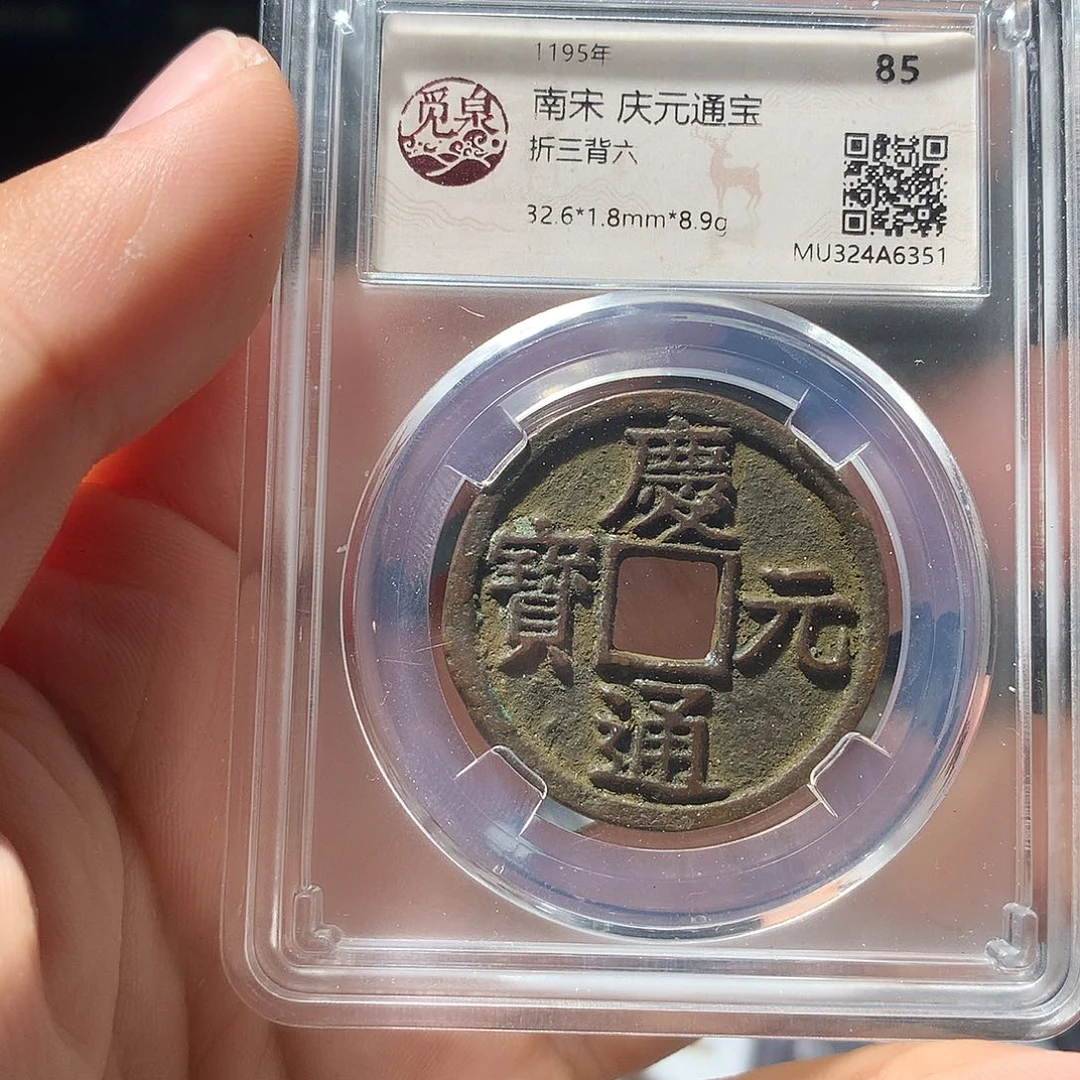 1195年
85
觅泉
南宋 庆元通宝
折三背六
32.6*1.8mm*8.9g
MU324A6351
慶
寶
元
通